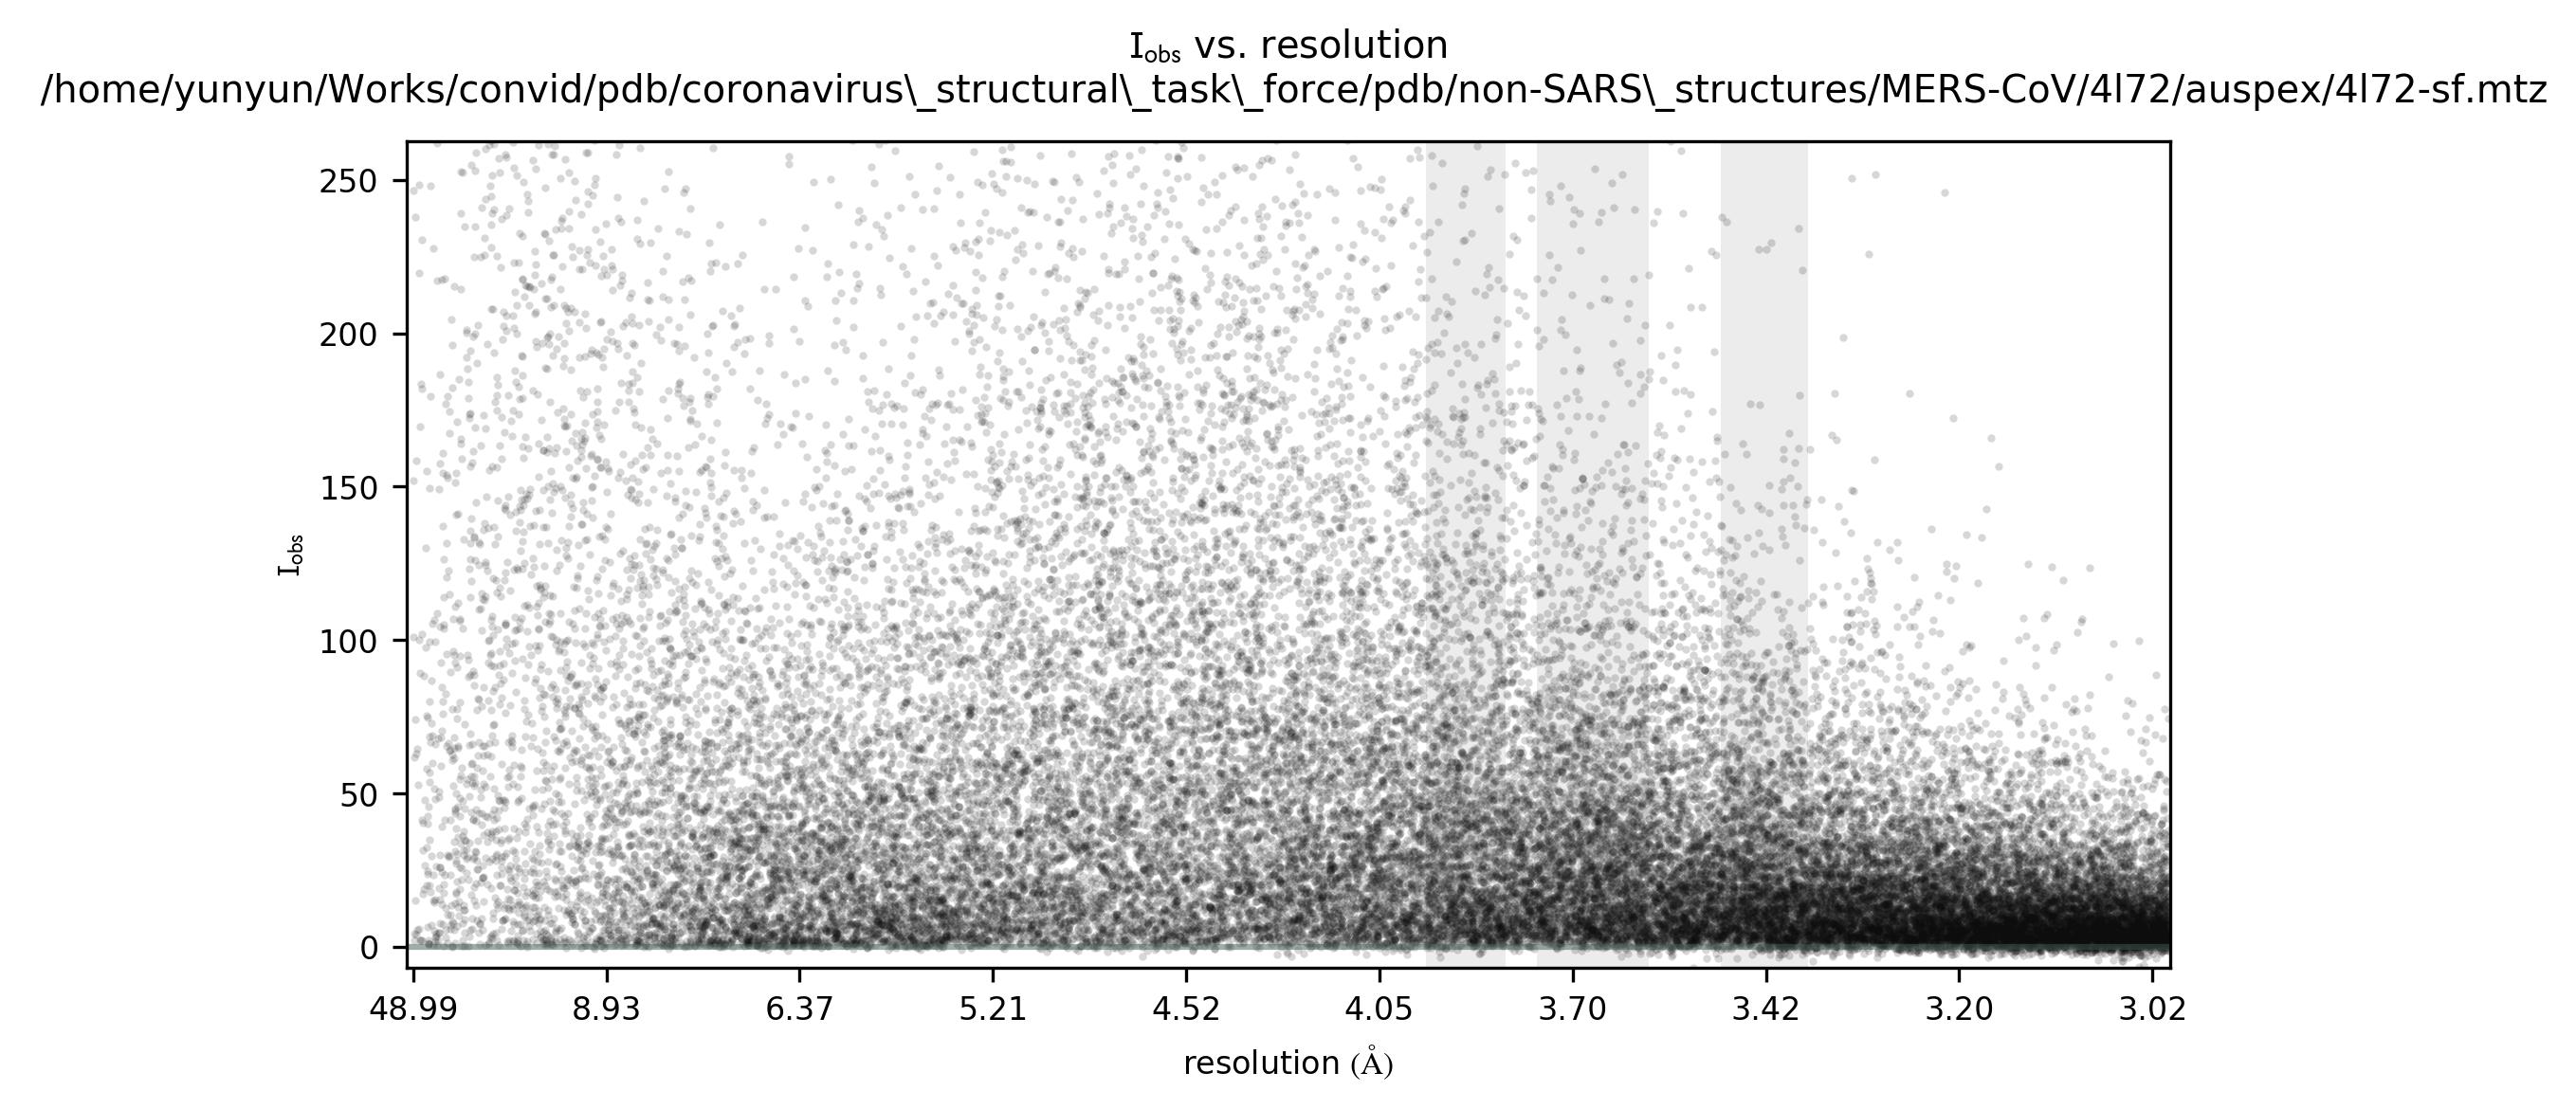 I_obs vs. resolution
/home/yunyun/Works/convid/pdb/coronavirus\_structural\_task\_force/pdb/non-SARS\_structures/MERS-CoV/4l72/auspex/4l72-sf.mtz
250
200
150
100
50
0
I_obs
48.99 8.93 6.37 5.21 4.52 4.05 3.70 3.42 3.20 3.02
resolution (Å)